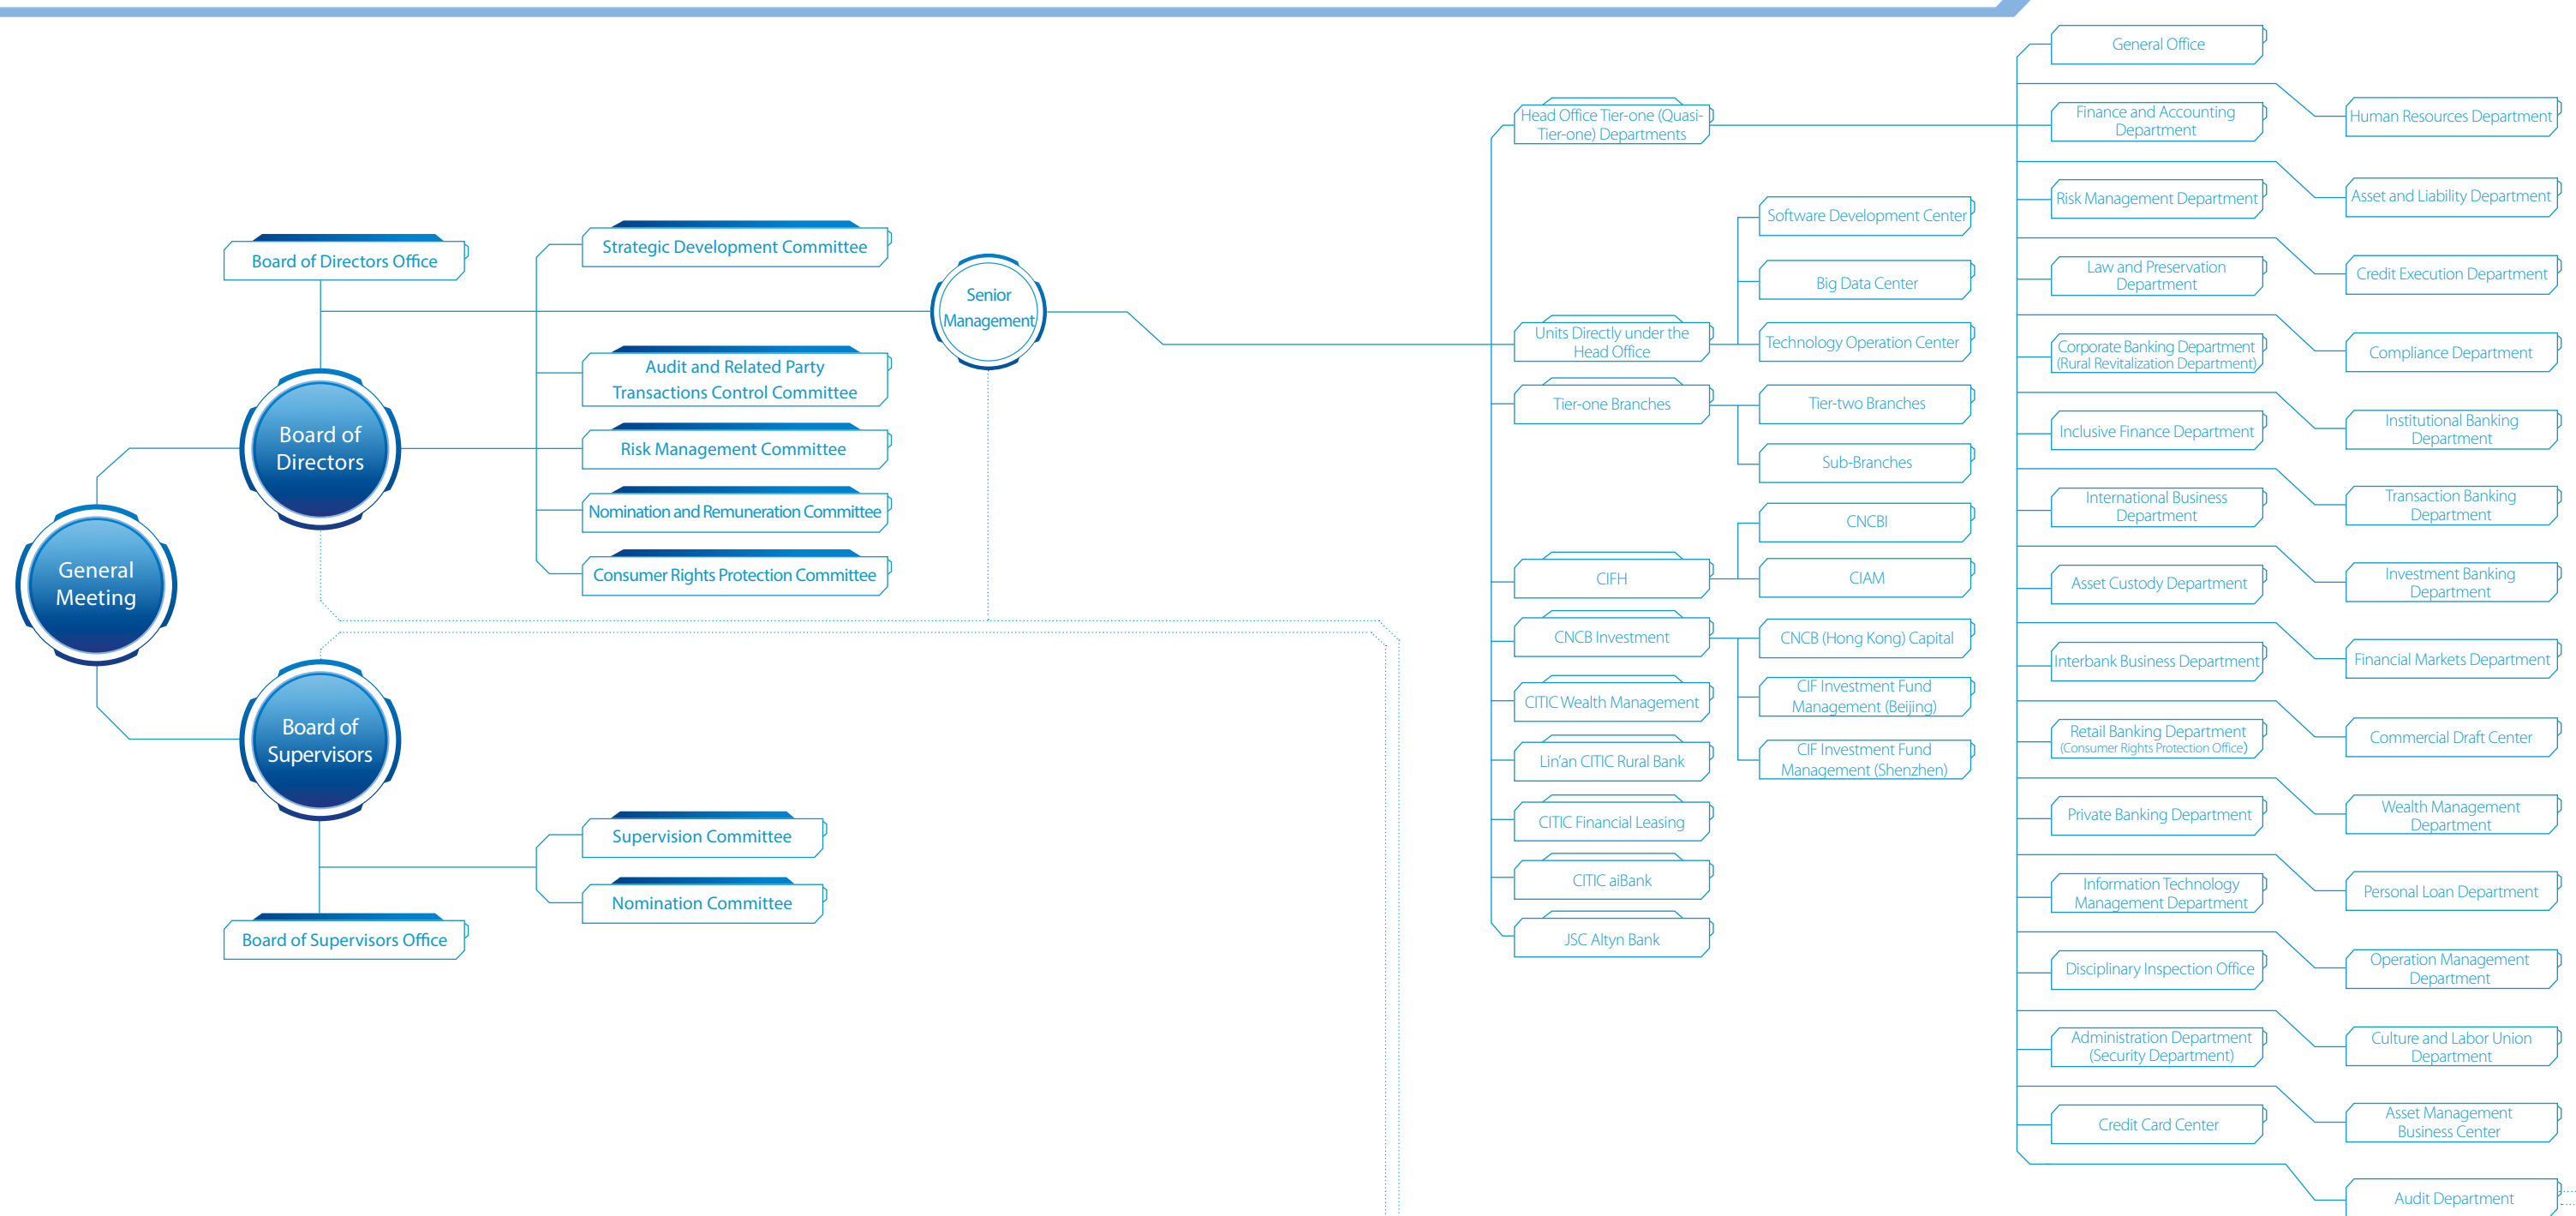 General
Meeting
Board of Directors Office
Board of
Directors
Board of
Supervisors
Board of Supervisors Office
Strategic Development Committee
Audit and Related Party
Transactions Control Committee
Risk Management Committee
Nomination and Remuneration Committee
Consumer Rights Protection Committee
Supervision Committee
Nomination Committee
Senior
Management
Head Office Tier-one (Quasi-
Tier-one) Departments
Units Directly under the
Head Office
Tier-one Branches
CIFH
CNCB Investment
CITIC Wealth Management
Lin'an CITIC Rural Bank
CITIC Financial Leasing
CITIC aiBank
JSC Altyn Bank
Software Development Center
Big Data Center
Technology Operation Center
Tier-two Branches
Sub-Branches
CNCBI
CIAM
CNCB (Hong Kong) Capital
CIF Investment Fund
Management (Beijing)
CIF Investment Fund
Management (Shenzhen)
General Office
Finance and Accounting
Department
Risk Management Department
Law and Preservation
Department
Corporate Banking Department
(Rural Revitalization Department)
Inclusive Finance Department
International Business
Department
Asset Custody Department
Interbank Business Department
Retail Banking Department
(Consumer Rights Protection Office)
Private Banking Department
Information Technology
Management Department
Disciplinary Inspection Office
Administration Department
(Security Department)
Credit Card Center
Human Resources Department
Asset and Liability Department
Credit Execution Department
Compliance Department
Institutional Banking
Department
Transaction Banking
Department
Investment Banking
Department
Financial Markets Department
Commercial Draft Center
Wealth Management
Department
Personal Loan Department
Operation Management
Department
Culture and Labor Union
Department
Asset Management
Business Center
Audit Department